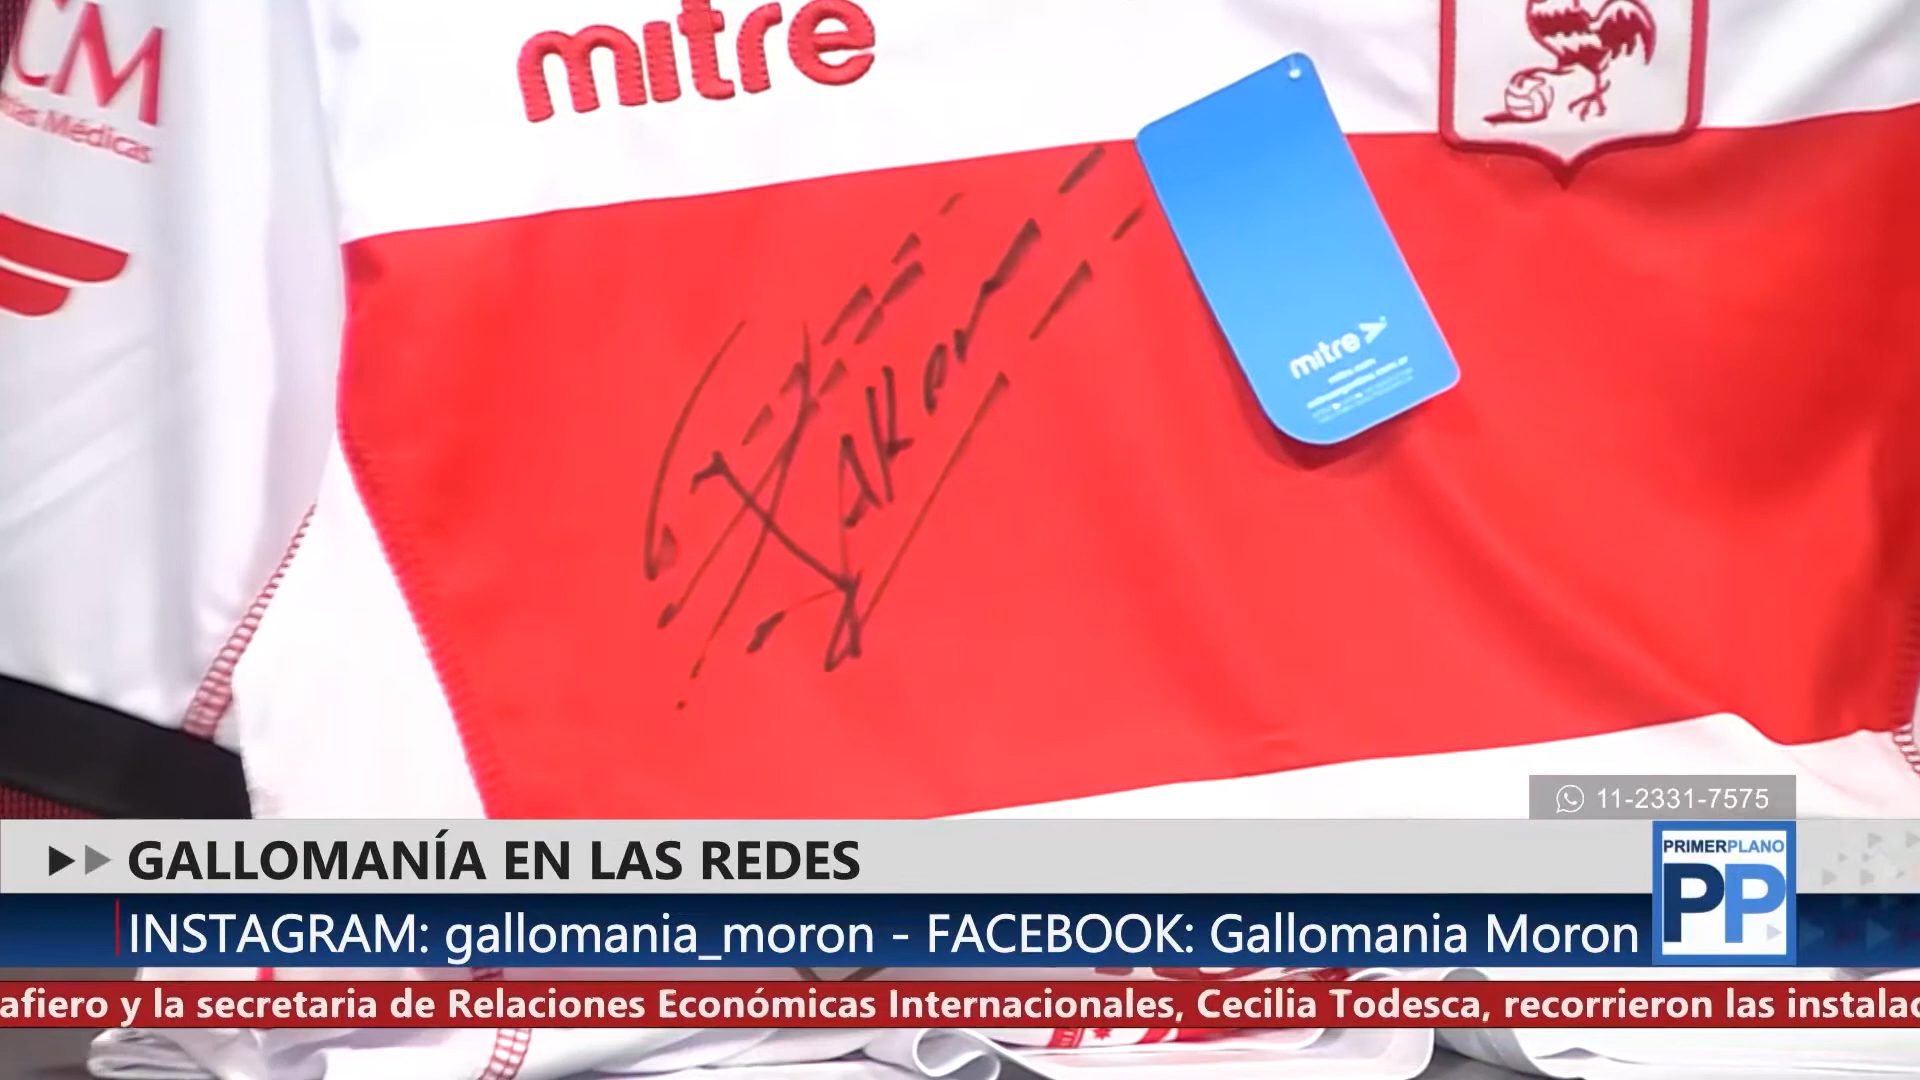 CM
Médicas
mitre
mitre
11-2331-7575
GALLOMANÍA EN LAS REDES
PRIMERPLANO
PP
INSTAGRAM: gallomania_moron - FACEBOOK: Gallomania Moron
afiero y la secretaria de Relaciones Económicas Internacionales, Cecilia Todesca, recorrieron las instalac